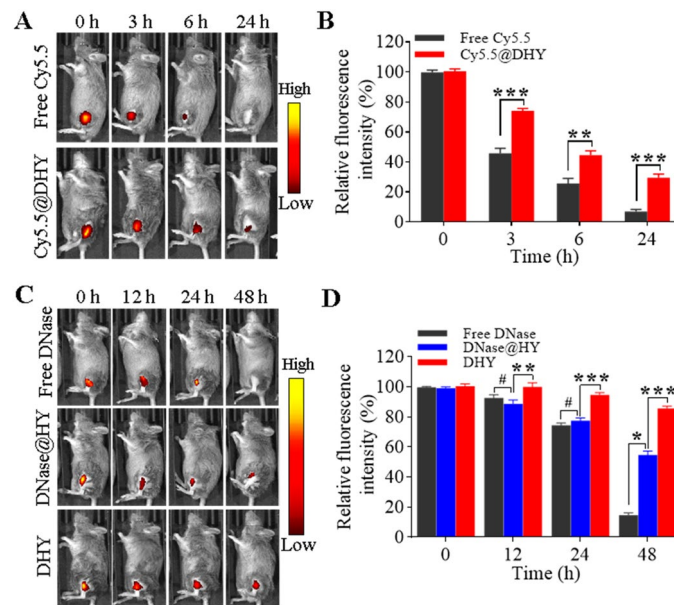 A
0 h 3 h 6 h 24 h
Free Cy5.5
Cy5.5@DHY
High
Low
B
Free Cy5.5
Cy5.5@DHY
Relative fluorescence
intensity (%)
120
100
80
60
40
20
0
***
**
***
0 3 6 24
Time (h)
C
0 h 12 h 24 h 48 h
Free DNase
DNase@HY
DHY
High
Low
D
Free DNase
DNase@HY
DHY
Relative fluorescence
intensity (%)
120
100
80
60
40
20
0
# **
# ***
* ***
0 12 24 48
Time (h)